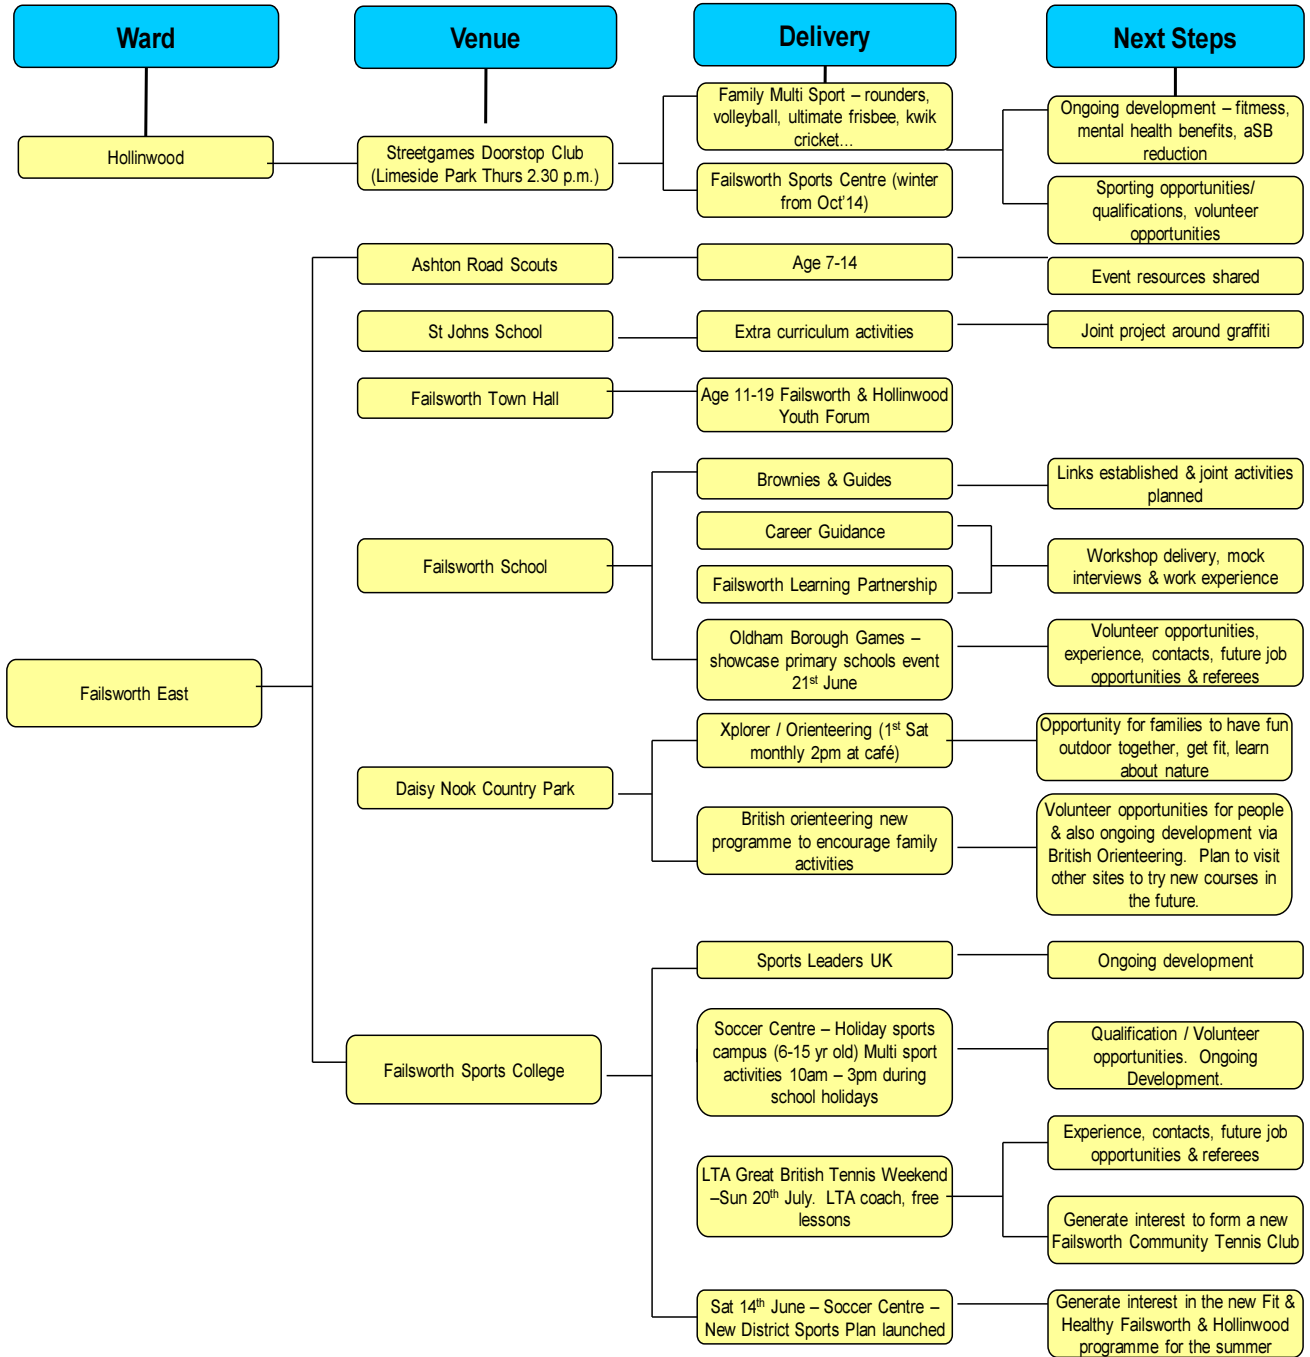 Ward
Venue
Delivery
Next Steps
Hollinwood
Streetgames Doorstop Club
(Limeside Park Thurs 2.30 p.m.)
Family Multi Sport – rounders,
volleyball, ultimate frisbee, kwik
cricket…
Failsworth Sports Centre (winter
from Oct'14)
Ongoing development – fitness,
mental health benefits, aSB
reduction
Sporting opportunities/
qualifications, volunteer
opportunities
Failsworth East
Ashton Road Scouts
Age 7-14
Event resources shared
St Johns School
Extra curriculum activities
Joint project around graffiti
Failsworth Town Hall
Age 11-19 Failsworth & Hollinwood
Youth Forum
Failsworth School
Brownies & Guides
Links established & joint activities
planned
Career Guidance
Failsworth Learning Partnership
Workshop delivery, mock
interviews & work experience
Oldham Borough Games –
showcase primary schools event
21st June
Volunteer opportunities,
experience, contacts, future job
opportunities & referees
Daisy Nook Country Park
Xplorer / Orienteering (1st Sat
monthly 2pm at café)
Opportunity for families to have fun
outdoor together, get fit, learn
about nature
British orienteering new
programme to encourage family
activities
Volunteer opportunities for people
& also ongoing development via
British Orienteering. Plan to visit
other sites to try new courses in
the future.
Failsworth Sports College
Sports Leaders UK
Ongoing development
Soccer Centre – Holiday sports
campus (6-15 yr old) Multi sport
activities 10am – 3pm during
school holidays
Qualification / Volunteer
opportunities. Ongoing
Development.
LTA Great British Tennis Weekend
–Sun 20th July. LTA coach, free
lessons
Experience, contacts, future job
opportunities & referees
Generate interest to form a new
Failsworth Community Tennis Club
Sat 14th June – Soccer Centre –
New District Sports Plan launched
Generate interest in the new Fit &
Healthy Failsworth & Hollinwood
programme for the summer